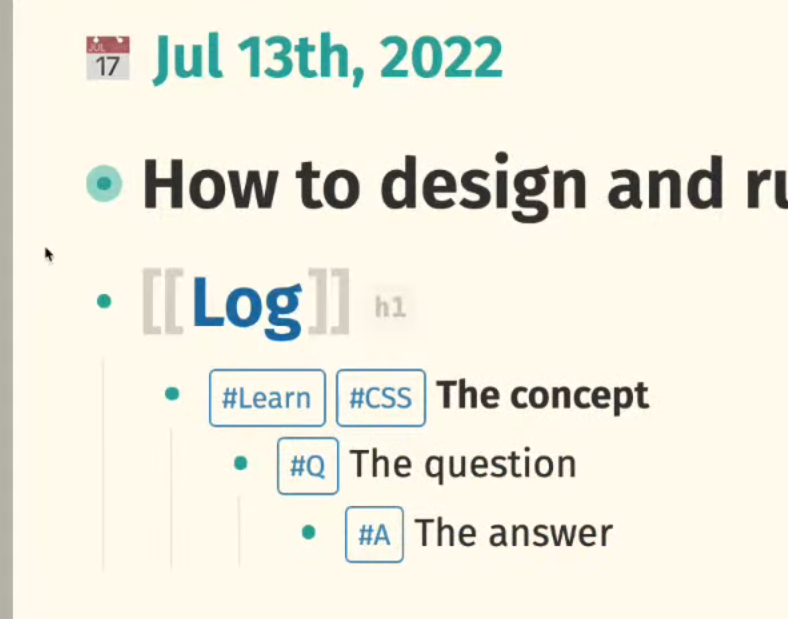 JUL 17 Jul 13th, 2022
How to design and ru
[[Log]] h1
#Learn #CSS The concept
#Q The question
#A The answer